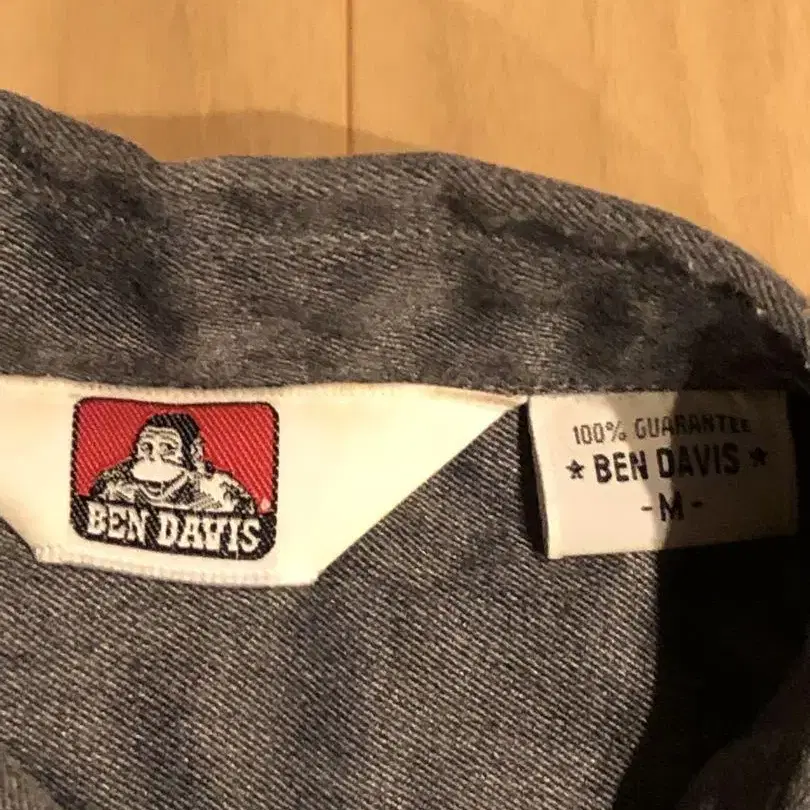 BEN DAVIS
100% GUARANTEE
★ BEN DAVIS ★
-M-